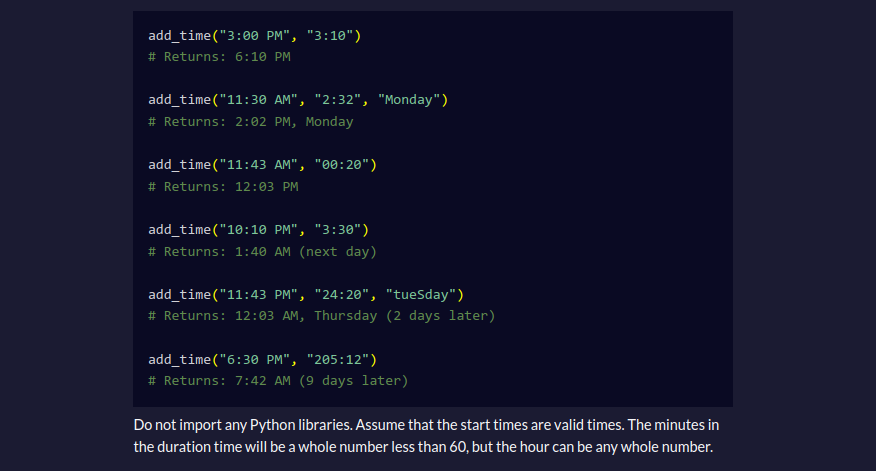 add_time("3:00 PM", "3:10")
# Returns: 6:10 PM
add_time("11:30 AM", "2:32", "Monday")
# Returns: 2:02 PM, Monday
add_time("11:43 AM", "00:20")
# Returns: 12:03 PM
add_time("10:10 PM", "3:30")
# Returns: 1:40 AM (next day)
add_time("11:43 PM", "24:20", "tueSday")
# Returns: 12:03 AM, Thursday (2 days later)
add_time("6:30 PM", "205:12")
# Returns: 7:42 AM (9 days later)
Do not import any Python libraries. Assume that the start times are valid times. The minutes in
the duration time will be a whole number less than 60, but the hour can be any whole number.